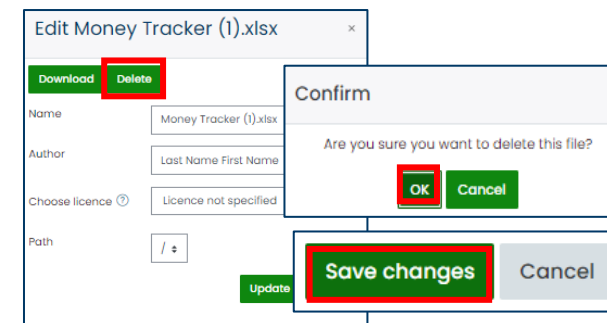 Edit Money Tracker (1).xlsx ×
Download Delete
Name Money Tracker (1).xlsx
Author Last Name First Name
Choose licence ? Licence not specified
Path /
Update
Confirm
Are you sure you want to delete this file?
OK Cancel
Save changes Cancel